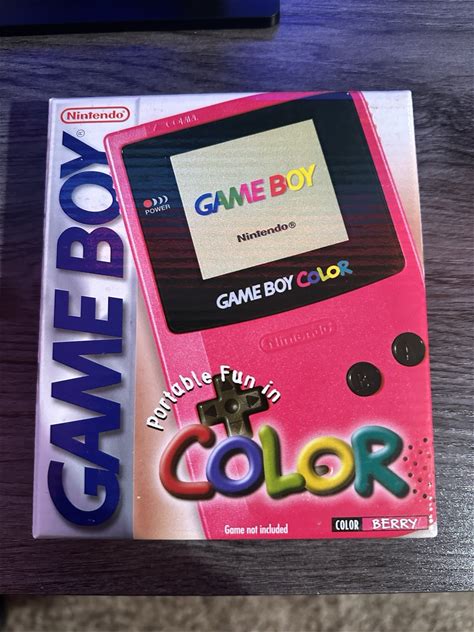 Nintendo®
GAME BOY
COLOR
POWER
GAME BOY
Nintendo®
GAME BOY COLOR
Nintendo
Portable Fun in
COLOR
Game not included
COLOR BERRY